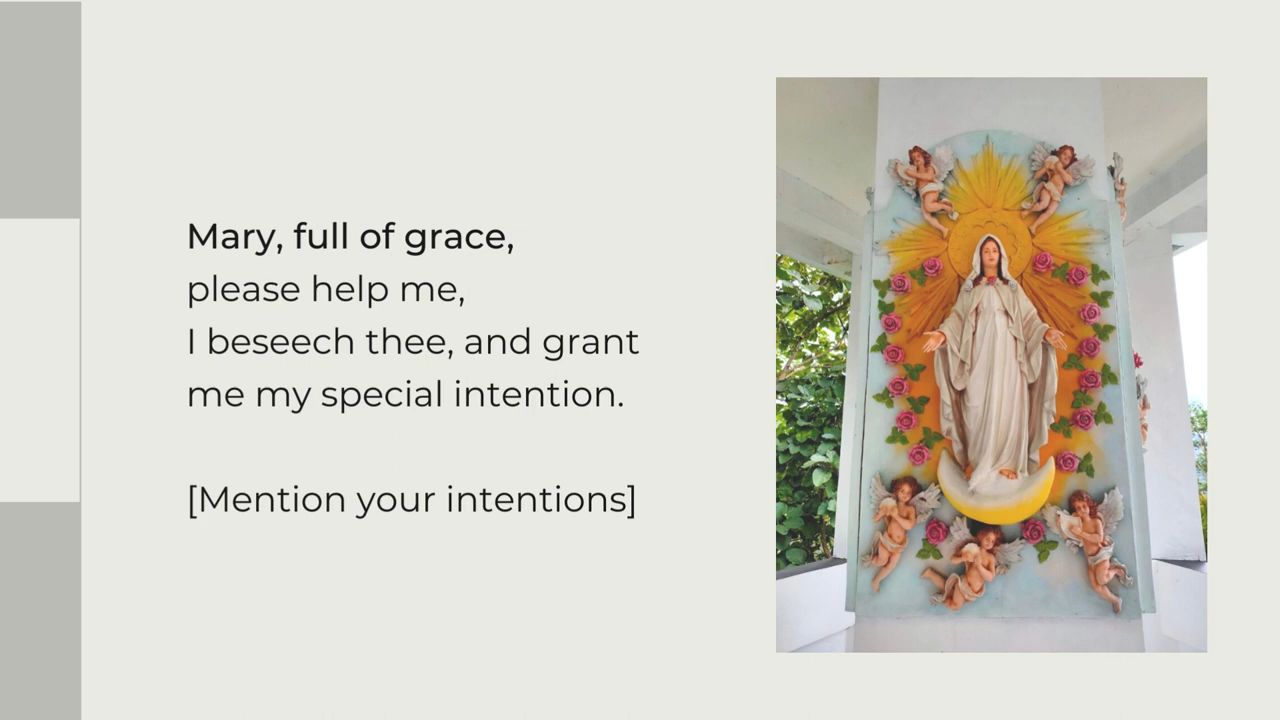 Mary, full of grace,
please help me,
I beseech thee, and grant
me my special intention.
[Mention your intentions]